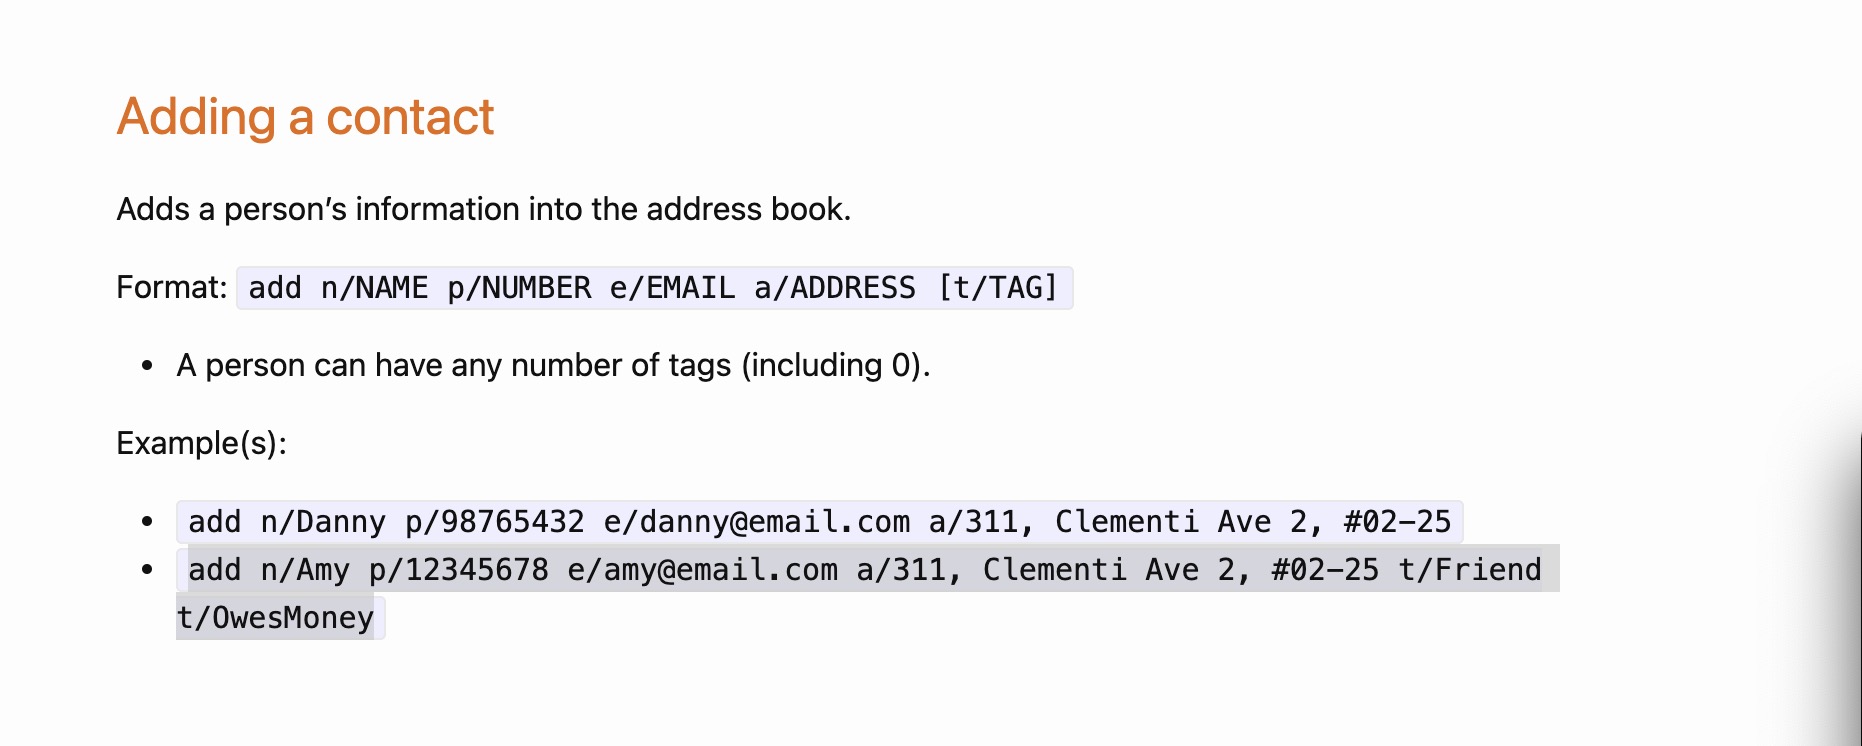 Adding a contact
Adds a person’s information into the address book.
Format: add n/NAME p/NUMBER e/EMAIL a/ADDRESS [t/TAG]
• A person can have any number of tags (including 0).
Example(s):
• add n/Danny p/98765432 e/danny@email.com a/311, Clementi Ave 2, #02-25
• add n/Amy p/12345678 e/amy@email.com a/311, Clementi Ave 2, #02-25 t/Friend
t/OwesMoney